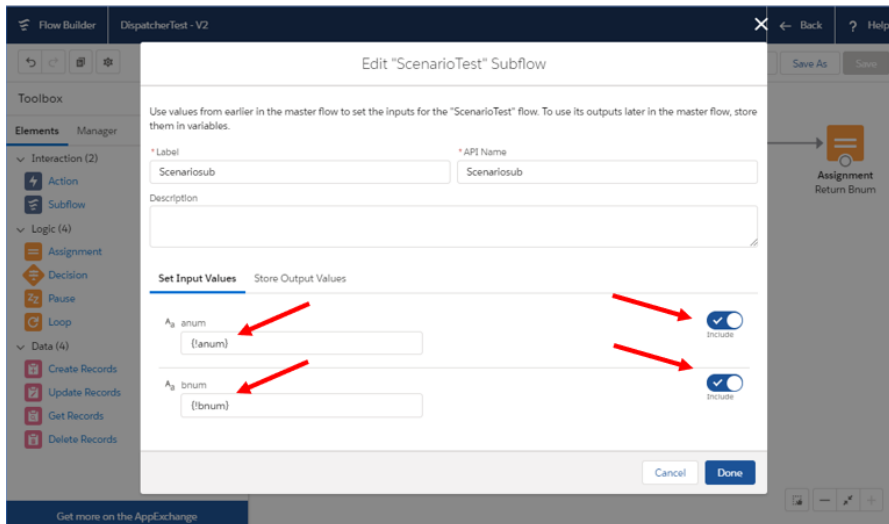 Flow Builder
DispatcherTest - V2
Back
? Help
Save As
Save
Toolbox
Elements
Manager
Interaction (2)
Action
Subflow
Logic (4)
Assignment
Decision
Pause
Loop
Data (4)
Create Records
Update Records
Get Records
Delete Records
Get more on the AppExchange
Edit "ScenarioTest" Subflow
Use values from earlier in the master flow to set the inputs for the "ScenarioTest" flow. To use its outputs later in the master flow, store
them in variables.
* Label
Scenariosub
* API Name
Scenariosub
Description
Set Input Values
Store Output Values
Aa anum
{!anum}
Include
Aa bnum
{!bnum}
Include
Cancel
Done
Assignment
Return Bnum